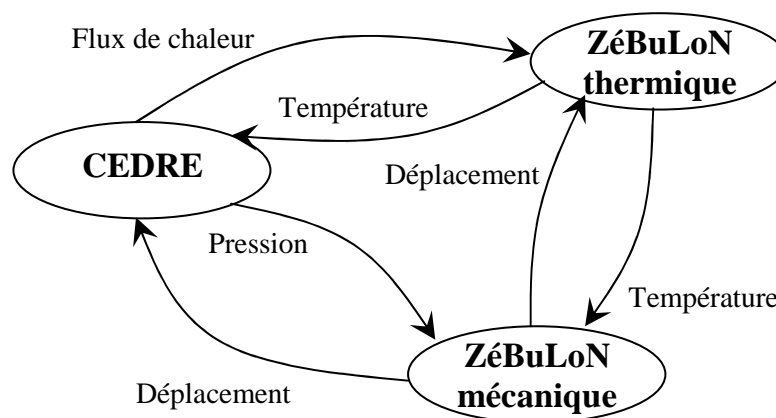 Flux de chaleur
ZéBuLoN
thermique
Température
CEDRE
Déplacement
Pression
Température
ZéBuLoN
mécanique
Déplacement